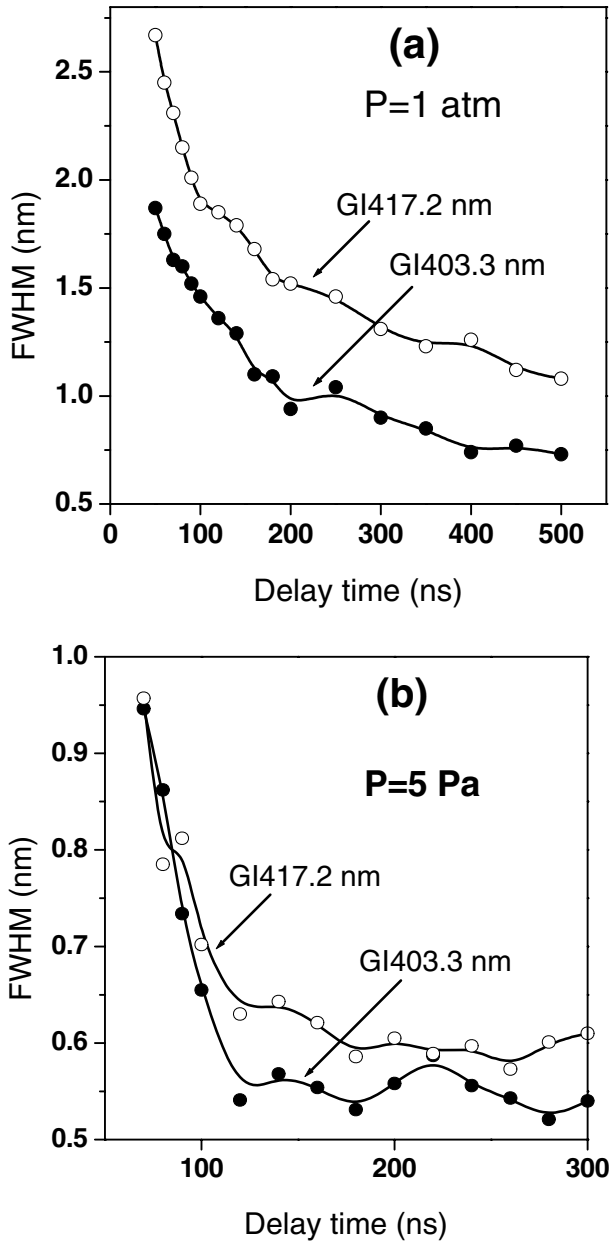 (a)
P=1 atm
2.5
2.0
1.5
1.0
0.5
FWHM (nm)
GI417.2 nm
GI403.3 nm
0 100 200 300 400 500
Delay time (ns)
(b)
P=5 Pa
1.0
0.9
0.8
0.7
0.6
0.5
FWHM (nm)
GI417.2 nm
GI403.3 nm
100 200 300
Delay time (ns)